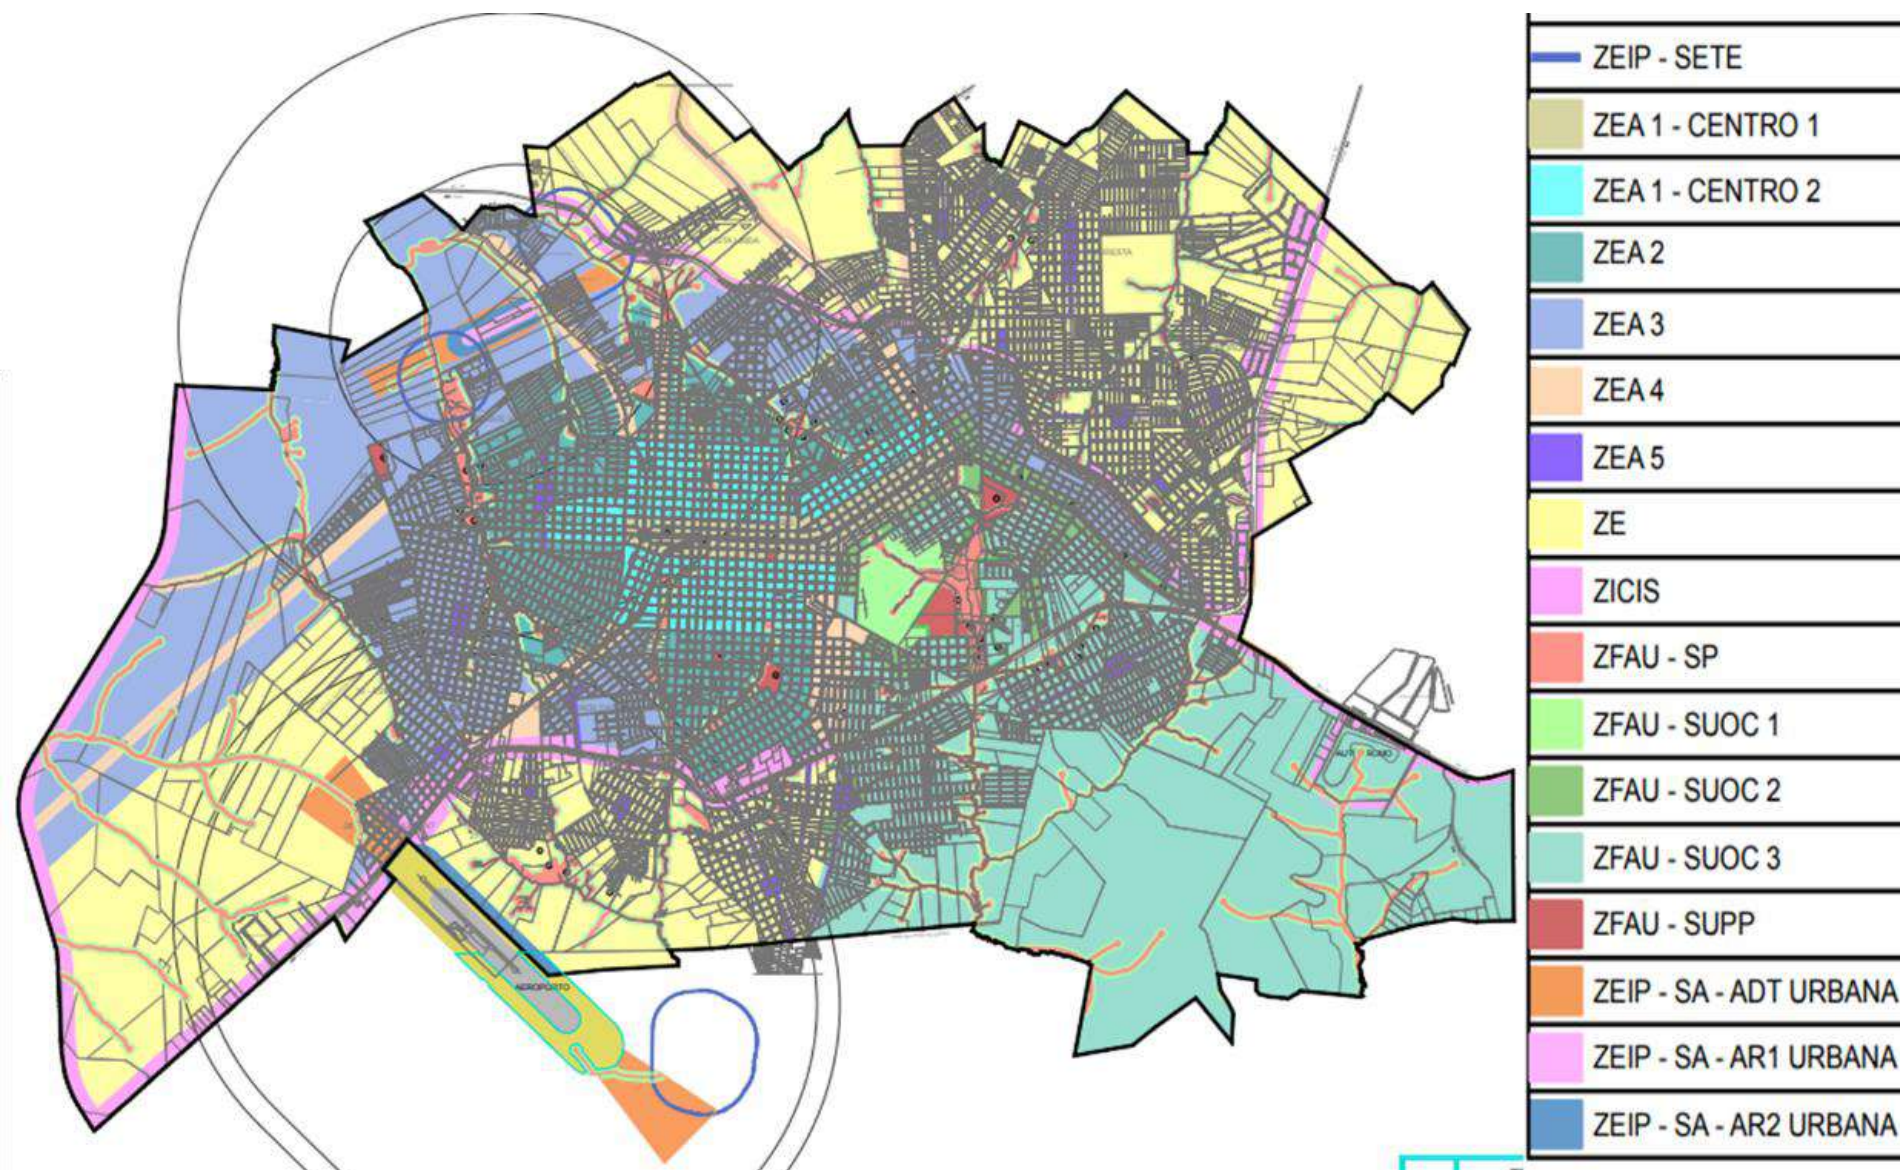 ZEIP - SETE
ZEA 1 - CENTRO 1
ZEA 1 - CENTRO 2
ZEA 2
ZEA 3
ZEA 4
ZEA 5
ZE
ZICIS
ZFAU - SP
ZFAU - SUOC 1
ZFAU - SUOC 2
ZFAU - SUOC 3
ZFAU - SUPP
ZEIP - SA - ADT URBANA
ZEIP - SA - AR1 URBANA
ZEIP - SA - AR2 URBANA
AEROPORTO